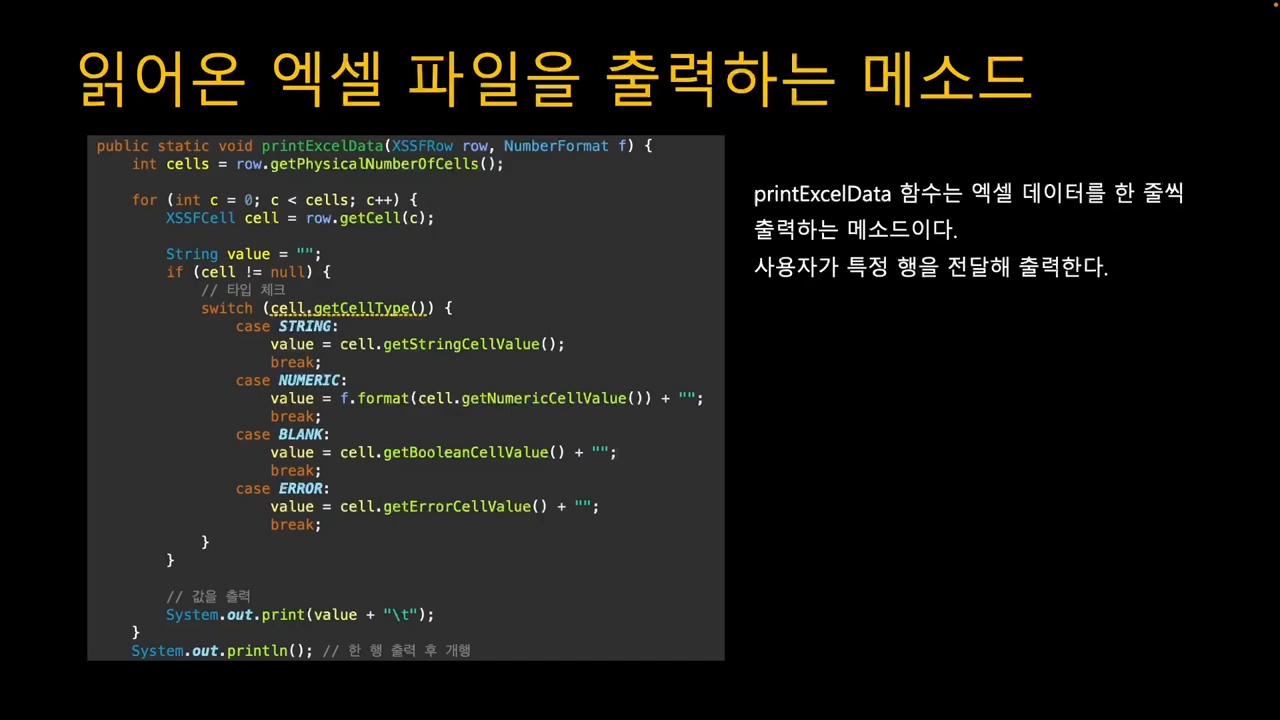 읽어온 엑셀 파일을 출력하는 메소드
public static void printExcelData(XSSFRow row, NumberFormat f) {
    int cells = row.getPhysicalNumberOfCells();
    for (int c = 0; c < cells; c++) {
        XSSFCell cell = row.getCell(c);
        String value = "";
        if (cell != null) {
            // 타입 체크
            switch (cell.getCellType()) {
                case STRING:
                    value = cell.getStringCellValue();
                    break;
                case NUMERIC:
                    value = f.format(cell.getNumericCellValue()) + "";
                    break;
                case BLANK:
                    value = cell.getBooleanCellValue() + "";
                    break;
                case ERROR:
                    value = cell.getErrorCellValue() + "";
                    break;
            }
        }
        // 값을 출력
        System.out.print(value + "\t");
    }
    System.out.println(); // 한 행 출력 후 개행
printExcelData 함수는 엑셀 데이터를 한 줄씩
출력하는 메소드이다.
사용자가 특정 행을 전달해 출력한다.